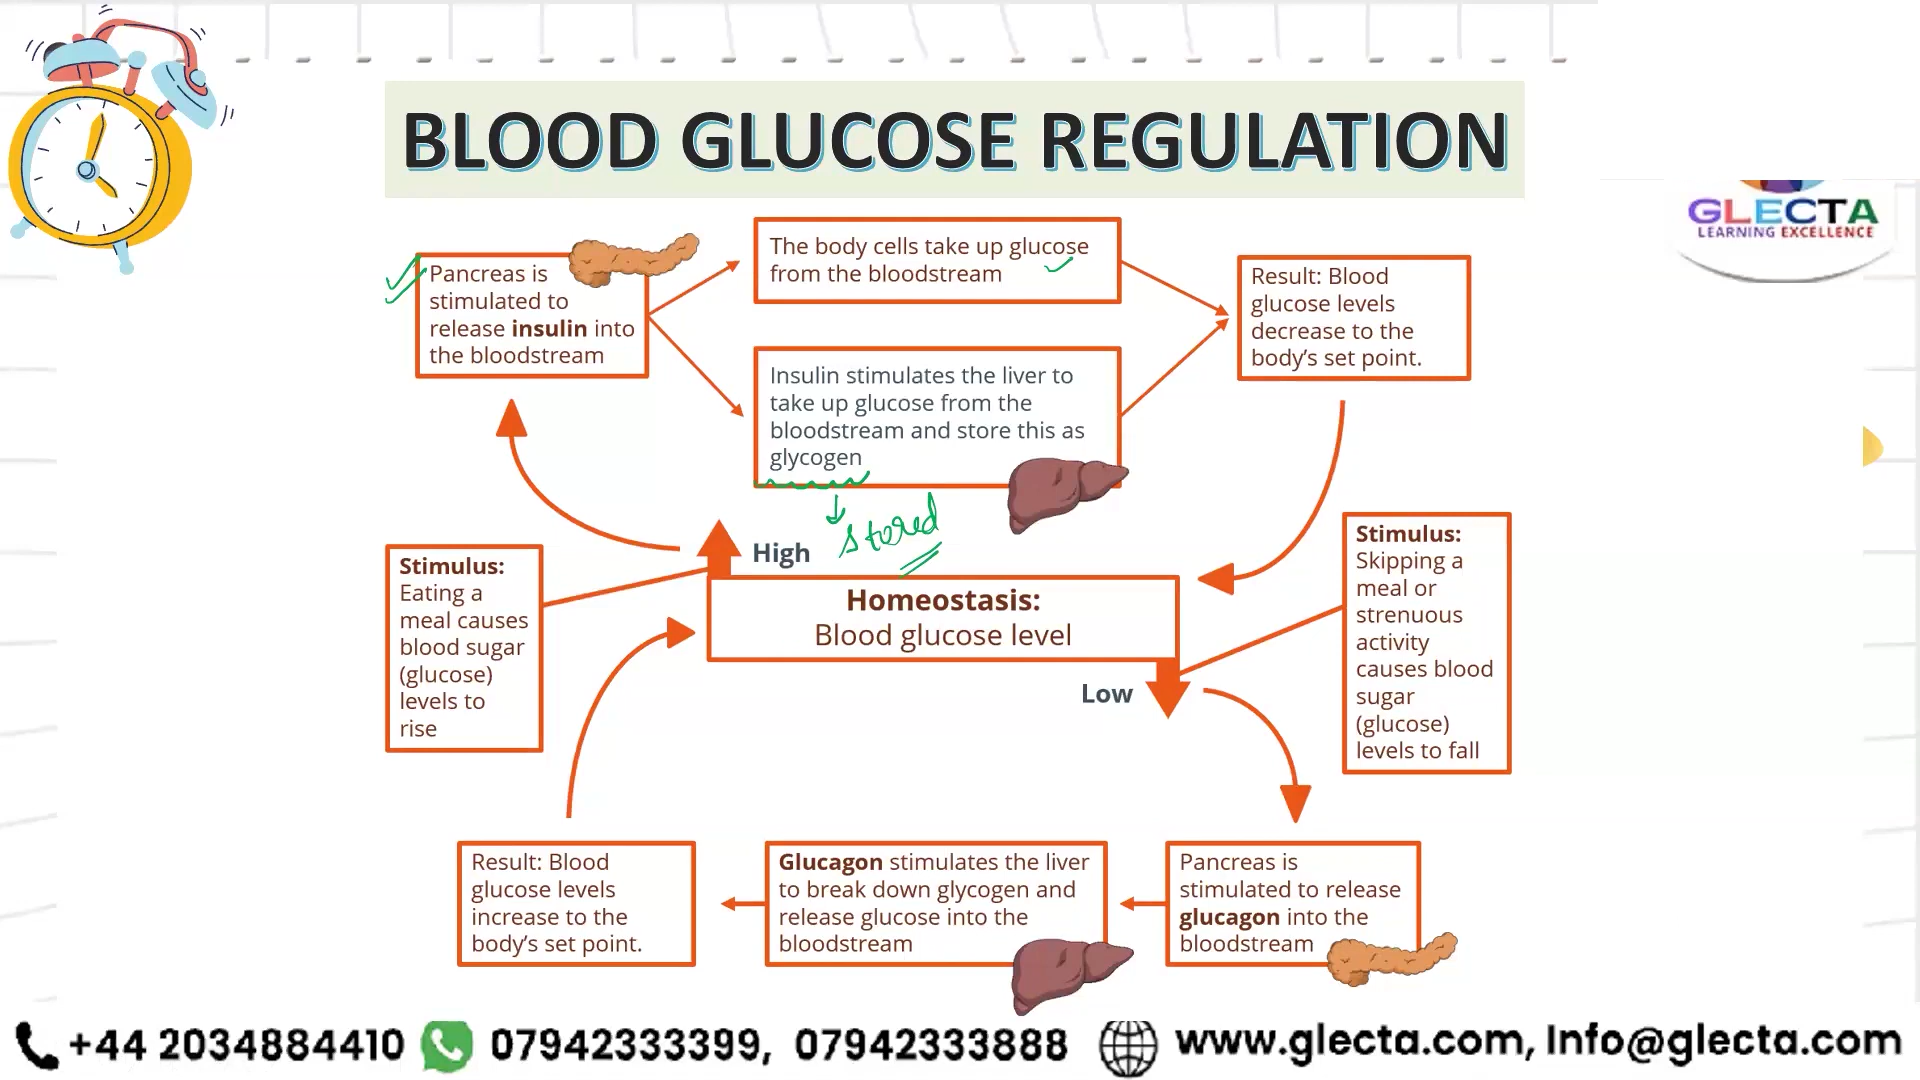 BLOOD GLUCOSE REGULATION
GLECTA
LEARNING EXCELLENCE
Pancreas is
stimulated to
release insulin into
the bloodstream
The body cells take up glucose
from the bloodstream
Insulin stimulates the liver to
take up glucose from the
bloodstream and store this as
glycogen
stored
Result: Blood
glucose levels
decrease to the
body's set point.
High
Stimulus:
Eating a
meal causes
blood sugar
(glucose)
levels to
rise
Homeostasis:
Blood glucose level
Low
Stimulus:
Skipping a
meal or
strenuous
activity
causes blood
sugar
(glucose)
levels to fall
Result: Blood
glucose levels
increase to the
body's set point.
Glucagon stimulates the liver
to break down glycogen and
release glucose into the
bloodstream
Pancreas is
stimulated to release
glucagon into the
bloodstream
+44 2034884410 07942333399, 07942333888 www.glecta.com, Info@glecta.com